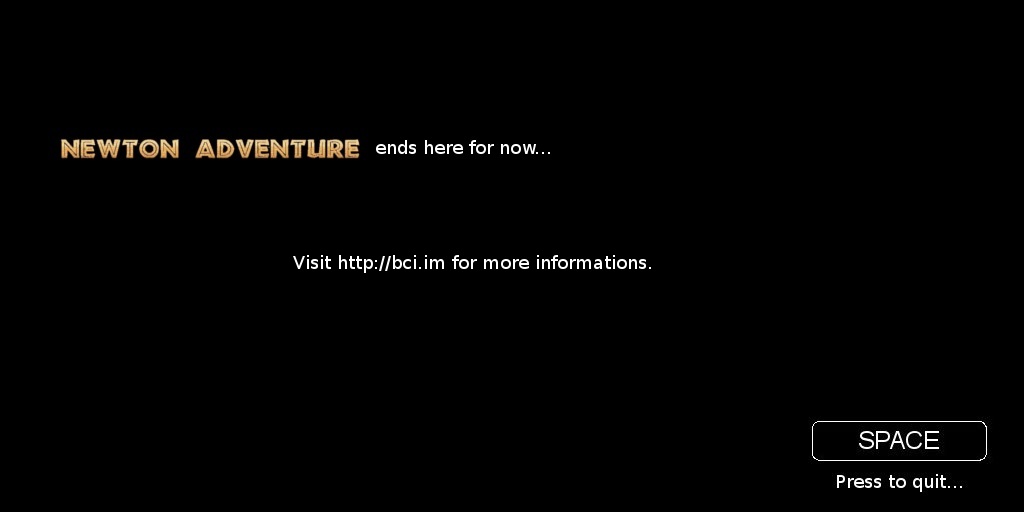 NEWTON ADVENTURE ends here for now...
Visit http://bci.im for more informations.
SPACE
Press to quit...